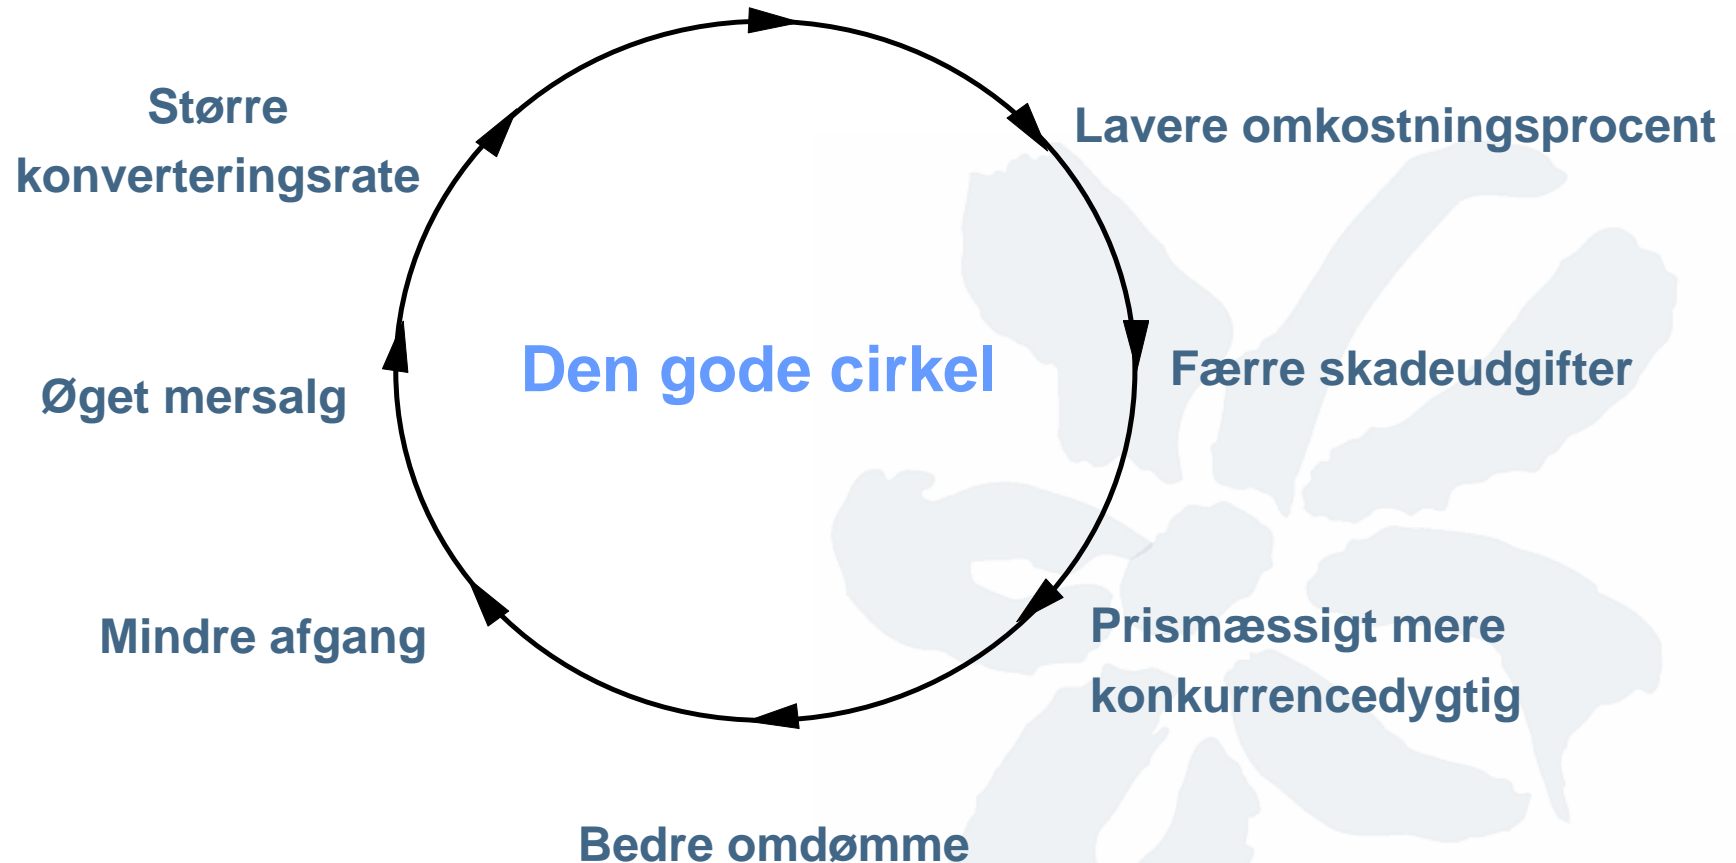 Større
konverteringsrate
Lavere omkostningsprocent
Den gode cirkel
Færre skadeudgifter
Øget mersalg
Mindre afgang
Prismæssigt mere
konkurrencedygtig
Bedre omdømme